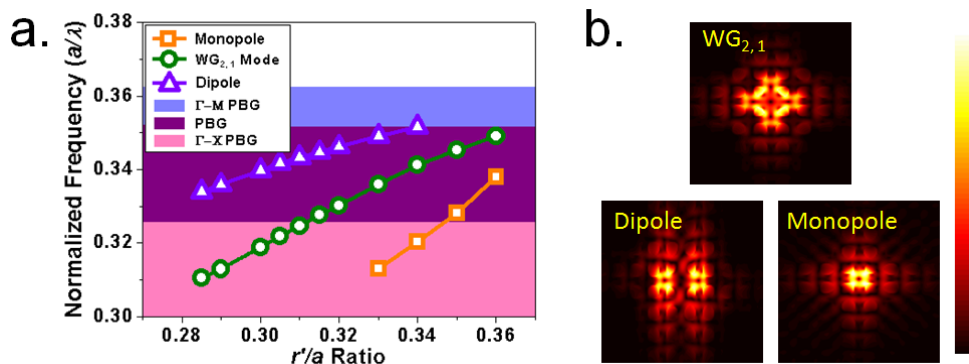 a.
Normalized Frequency (a/λ)
0.38
0.36
0.34
0.32
0.30
Monopole
WG2,1 Mode
Dipole
Γ–M PBG
PBG
Γ–X PBG
0.28
0.30
0.32
0.34
0.36
r'/a Ratio
b.
WG2, 1
Dipole
Monopole